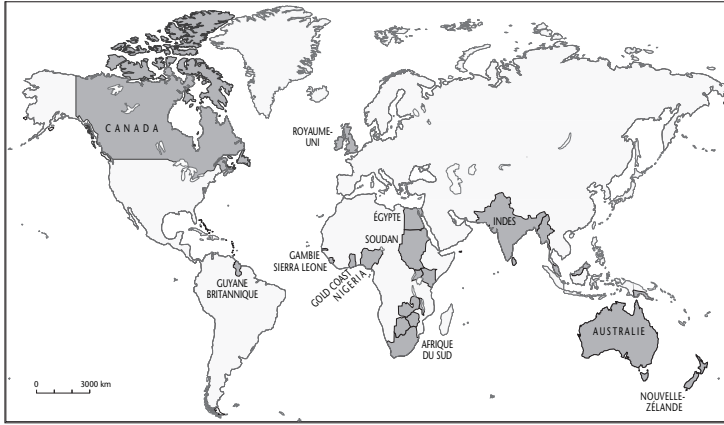 CANADA
ROYAUME-
UNI
ÉGYPTE
SOUDAN
INDES
GAMBIE
SIERRA LEONE
GOLD COAST
NIGERIA
GUYANE
BRITANNIQUE
AUSTRALIE
AFRIQUE
DU SUD
0 3000 km
NOUVELLE-
ZÉLANDE